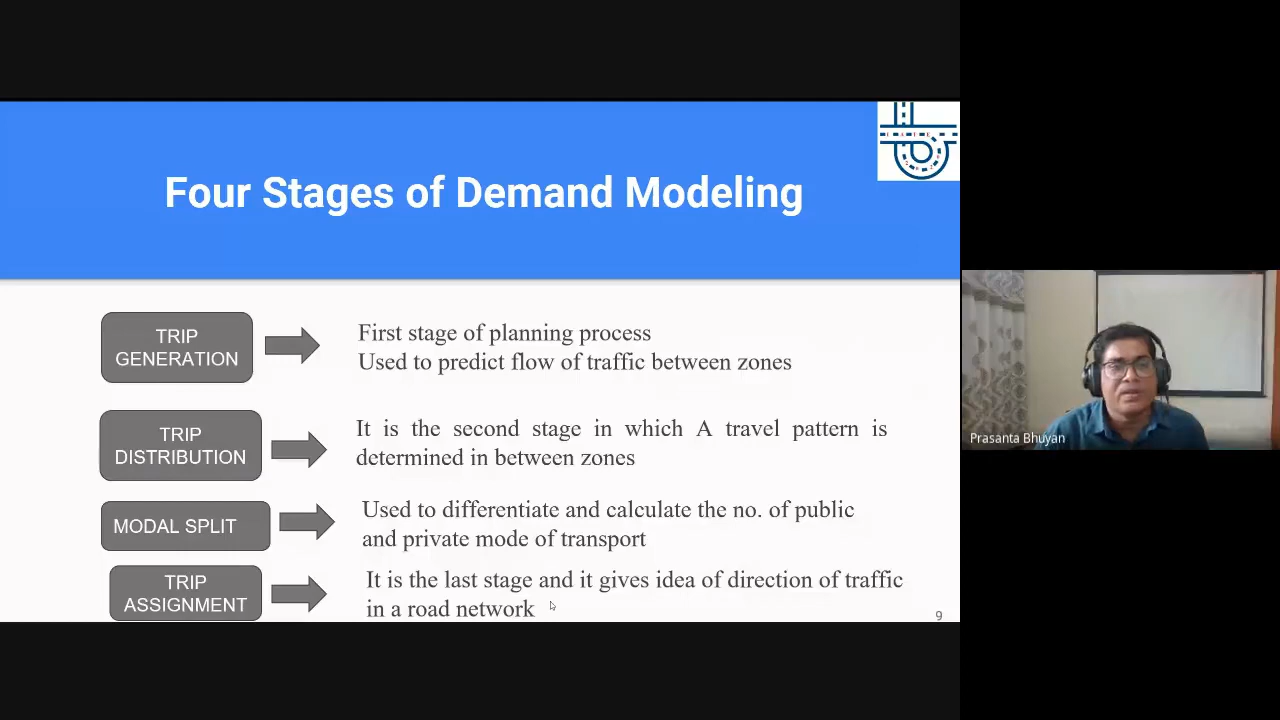 Four Stages of Demand Modeling
TRIP
GENERATION
First stage of planning process
Used to predict flow of traffic between zones
TRIP
DISTRIBUTION
It is the second stage in which A travel pattern is
determined in between zones
MODAL SPLIT
Used to differentiate and calculate the no. of public
and private mode of transport
TRIP
ASSIGNMENT
It is the last stage and it gives idea of direction of traffic
in a road network
9
Prasanta Bhuyan